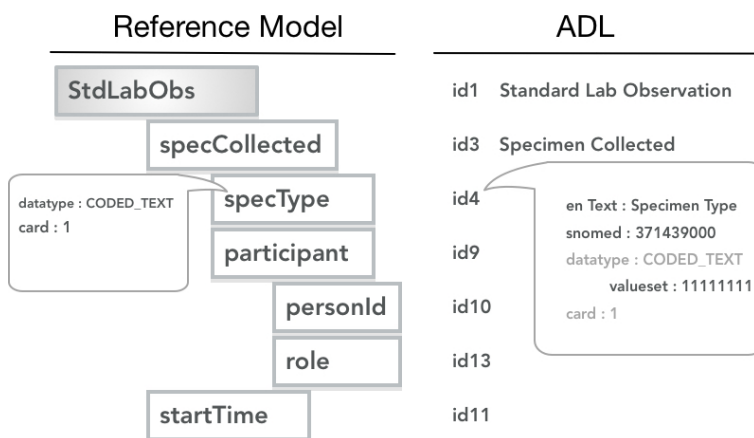 Reference Model ADL
StdLabObs id1 Standard Lab Observation
specCollected id3 Specimen Collected
datatype : CODED_TEXT
card : 1
specType id4
en Text : Specimen Type
snomed : 371439000
datatype : CODED_TEXT
valueset : 11111111
card : 1
participant id9
personId id10
role id13
startTime id11